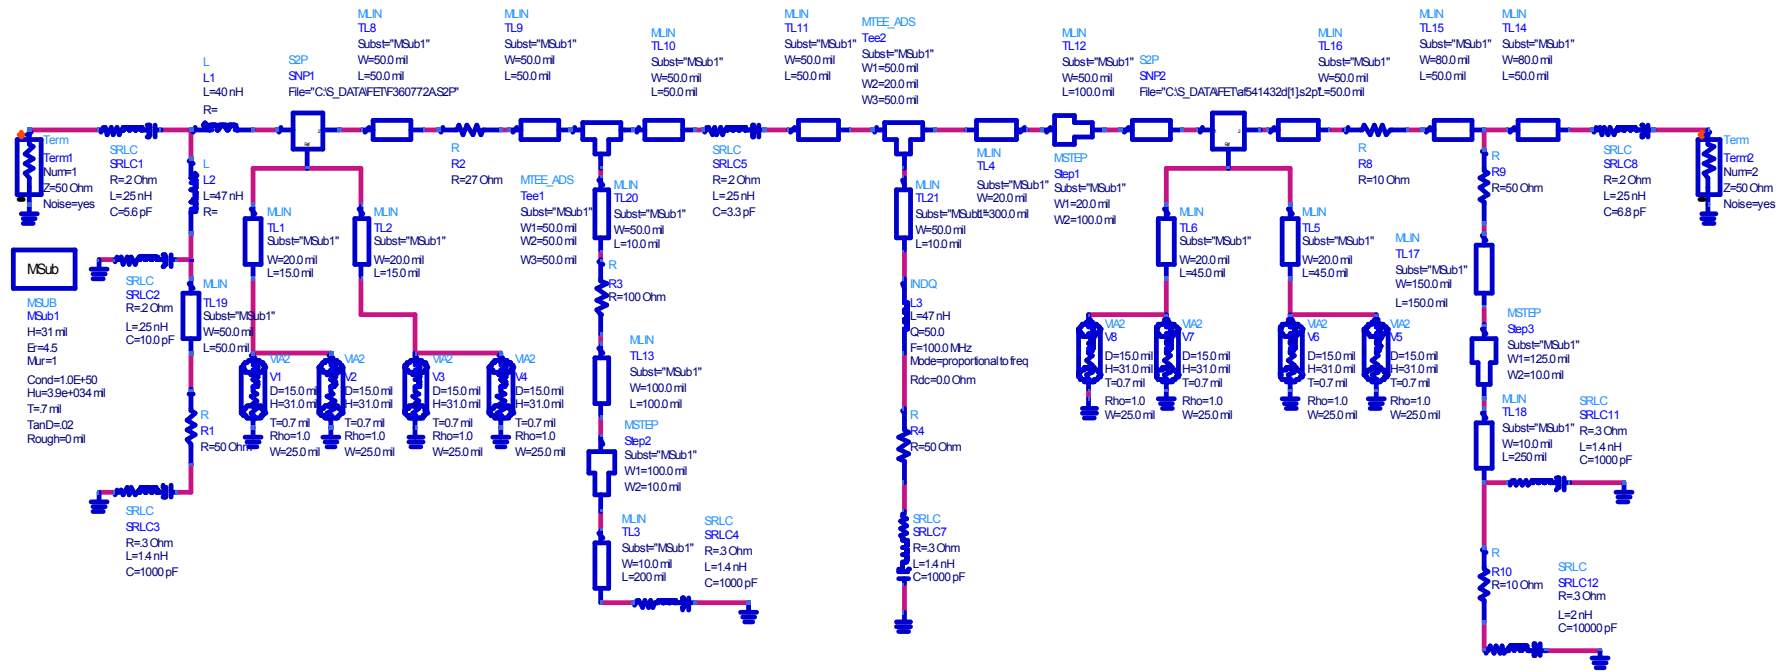 Term
Term1
Num=1
Z=50 Ohm
Noise=yes
SRLC
SRLC1
R=.2 Ohm
L=.25 nH
C=5.6 pF
L
L1
L=40 nH
R=
L
L2
L=47 nH
R=
S2P
SNP1
File="C:\S_DATA\FET\F360772A.S2P"
MLIN
TL8
Subst="MSub1"
W=50.0 mil
L=50.0 mil
R
R2
R=27 Ohm
MLIN
TL9
Subst="MSub1"
W=50.0 mil
L=50.0 mil
MTEE_ADS
Tee1
Subst="MSub1"
W1=50.0 mil
W2=50.0 mil
W3=50.0 mil
MLIN
TL10
Subst="MSub1"
W=50.0 mil
L=50.0 mil
SRLC
SRLC5
R=.2 Ohm
L=.25 nH
C=3.3 pF
MLIN
TL11
Subst="MSub1"
W=50.0 mil
L=50.0 mil
MTEE_ADS
Tee2
Subst="MSub1"
W1=50.0 mil
W2=20.0 mil
W3=50.0 mil
MLIN
TL4
Subst="MSub1"
W=20.0 mil
L=300.0 mil
MSTEP
Step1
Subst="MSub1"
W1=20.0 mil
W2=100.0 mil
MLIN
TL12
Subst="MSub1"
W=50.0 mil
L=100.0 mil
S2P
SNP2
File="C:\S_DATA\FET\af541432d[1].s2p"
MLIN
TL16
Subst="MSub1"
W=50.0 mil
L=50.0 mil
R
R8
R=10 Ohm
MLIN
TL15
Subst="MSub1"
W=80.0 mil
L=50.0 mil
MLIN
TL14
Subst="MSub1"
W=80.0 mil
L=50.0 mil
R
R9
R=50 Ohm
SRLC
SRLC8
R=.2 Ohm
L=.25 nH
C=6.8 pF
Term
Term2
Num=2
Z=50 Ohm
Noise=yes
MSub
MSUB
MSub1
H=31 mil
Er=4.5
Mur=1
Cond=1.0E+50
Hu=3.9e+034 mil
T=.7 mil
TanD=.02
Rough=0 mil
SRLC
SRLC2
R=.2 Ohm
L=.25 nH
C=10.0 pF
MLIN
TL19
Subst="MSub1"
W=50.0 mil
L=50.0 mil
R
R1
R=50 Ohm
SRLC
SRLC3
R=.3 Ohm
L=1.4 nH
C=1000 pF
MLIN
TL1
Subst="MSub1"
W=20.0 mil
L=15.0 mil
MLIN
TL2
Subst="MSub1"
W=20.0 mil
L=15.0 mil
VIA2
V1
D=15.0 mil
H=31.0 mil
T=0.7 mil
Rho=1.0
W=25.0 mil
VIA2
V2
D=15.0 mil
H=31.0 mil
T=0.7 mil
Rho=1.0
W=25.0 mil
VIA2
V3
D=15.0 mil
H=31.0 mil
T=0.7 mil
Rho=1.0
W=25.0 mil
VIA2
V4
D=15.0 mil
H=31.0 mil
T=0.7 mil
Rho=1.0
W=25.0 mil
MLIN
TL20
Subst="MSub1"
W=50.0 mil
L=10.0 mil
R
R3
R=100 Ohm
MLIN
TL13
Subst="MSub1"
W=100.0 mil
L=100.0 mil
MSTEP
Step2
Subst="MSub1"
W1=100.0 mil
W2=10.0 mil
MLIN
TL3
Subst="MSub1"
W=10.0 mil
L=200 mil
SRLC
SRLC4
R=.3 Ohm
L=1.4 nH
C=1000 pF
MLIN
TL21
Subst="MSub1"
W=50.0 mil
L=10.0 mil
INDQ
L3
L=47 nH
Q=50.0
F=100.0 MHz
Mode=proportional to freq
Rdc=0.0 Ohm
R
R4
R=50 Ohm
SRLC
SRLC7
R=.3 Ohm
L=1.4 nH
C=1000 pF
MLIN
TL6
Subst="MSub1"
W=20.0 mil
L=45.0 mil
MLIN
TL5
Subst="MSub1"
W=20.0 mil
L=45.0 mil
VIA2
V8
D=15.0 mil
H=31.0 mil
T=0.7 mil
Rho=1.0
W=25.0 mil
VIA2
V7
D=15.0 mil
H=31.0 mil
T=0.7 mil
Rho=1.0
W=25.0 mil
VIA2
V6
D=15.0 mil
H=31.0 mil
T=0.7 mil
Rho=1.0
W=25.0 mil
VIA2
V5
D=15.0 mil
H=31.0 mil
T=0.7 mil
Rho=1.0
W=25.0 mil
MLIN
TL17
Subst="MSub1"
W=150.0 mil
L=150.0 mil
MSTEP
Step3
Subst="MSub1"
W1=125.0 mil
W2=10.0 mil
MLIN
TL18
Subst="MSub1"
W=10.0 mil
L=250 mil
SRLC
SRLC11
R=.3 Ohm
L=1.4 nH
C=1000 pF
R
R10
R=10 Ohm
SRLC
SRLC12
R=.3 Ohm
L=2 nH
C=10000 pF